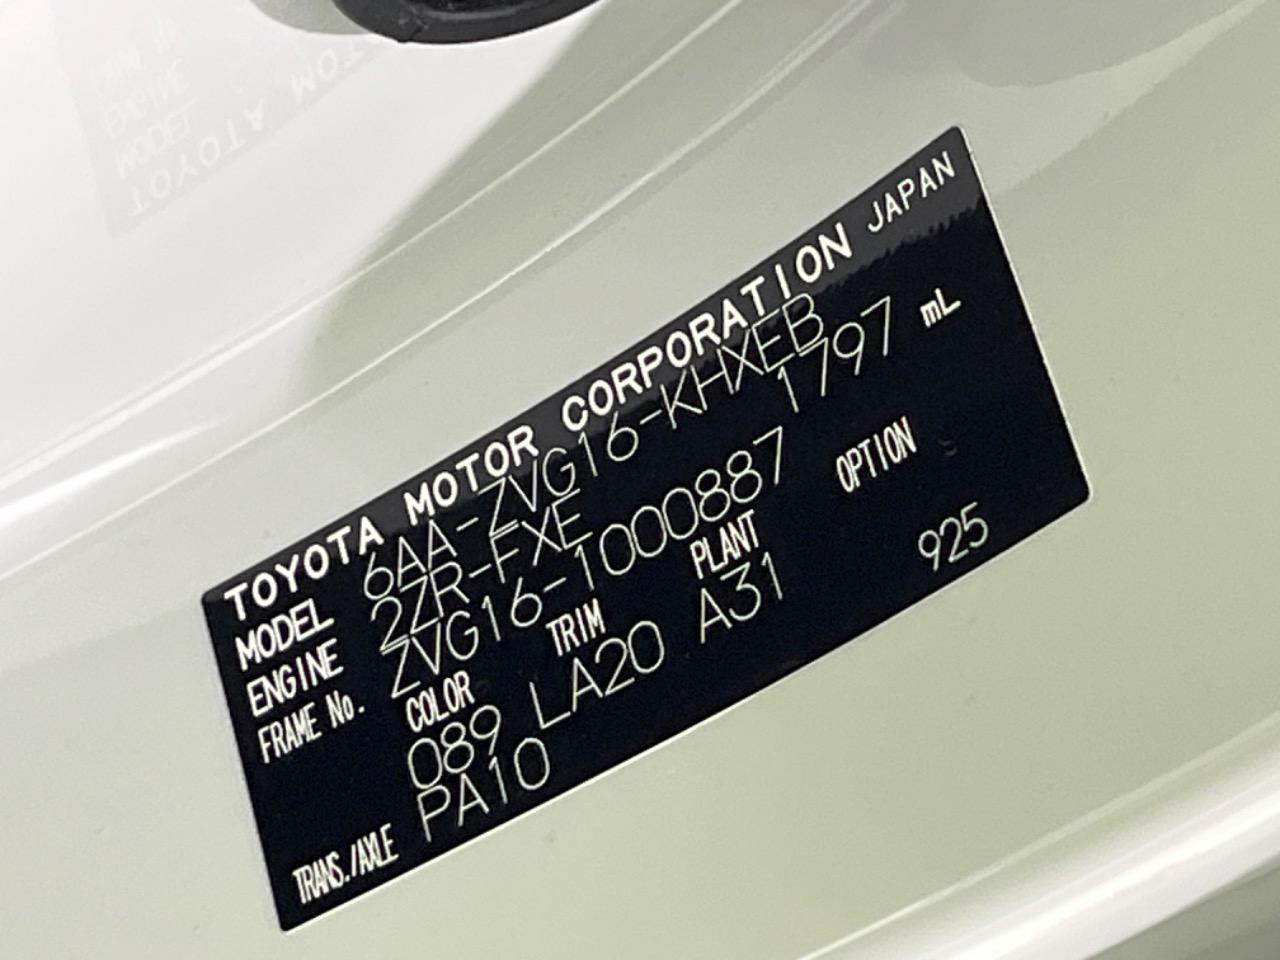 TOYOTA MOTOR CORPORATION JAPAN
MODEL 6AA-ZVG16-KHXEB
ENGINE 2ZR-FXE 1797 mL
FRAME No. ZVG16-1000887
COLOR TRIM PLANT OPTION
089 LA20 A31 925
TRANS./AXLE PA10